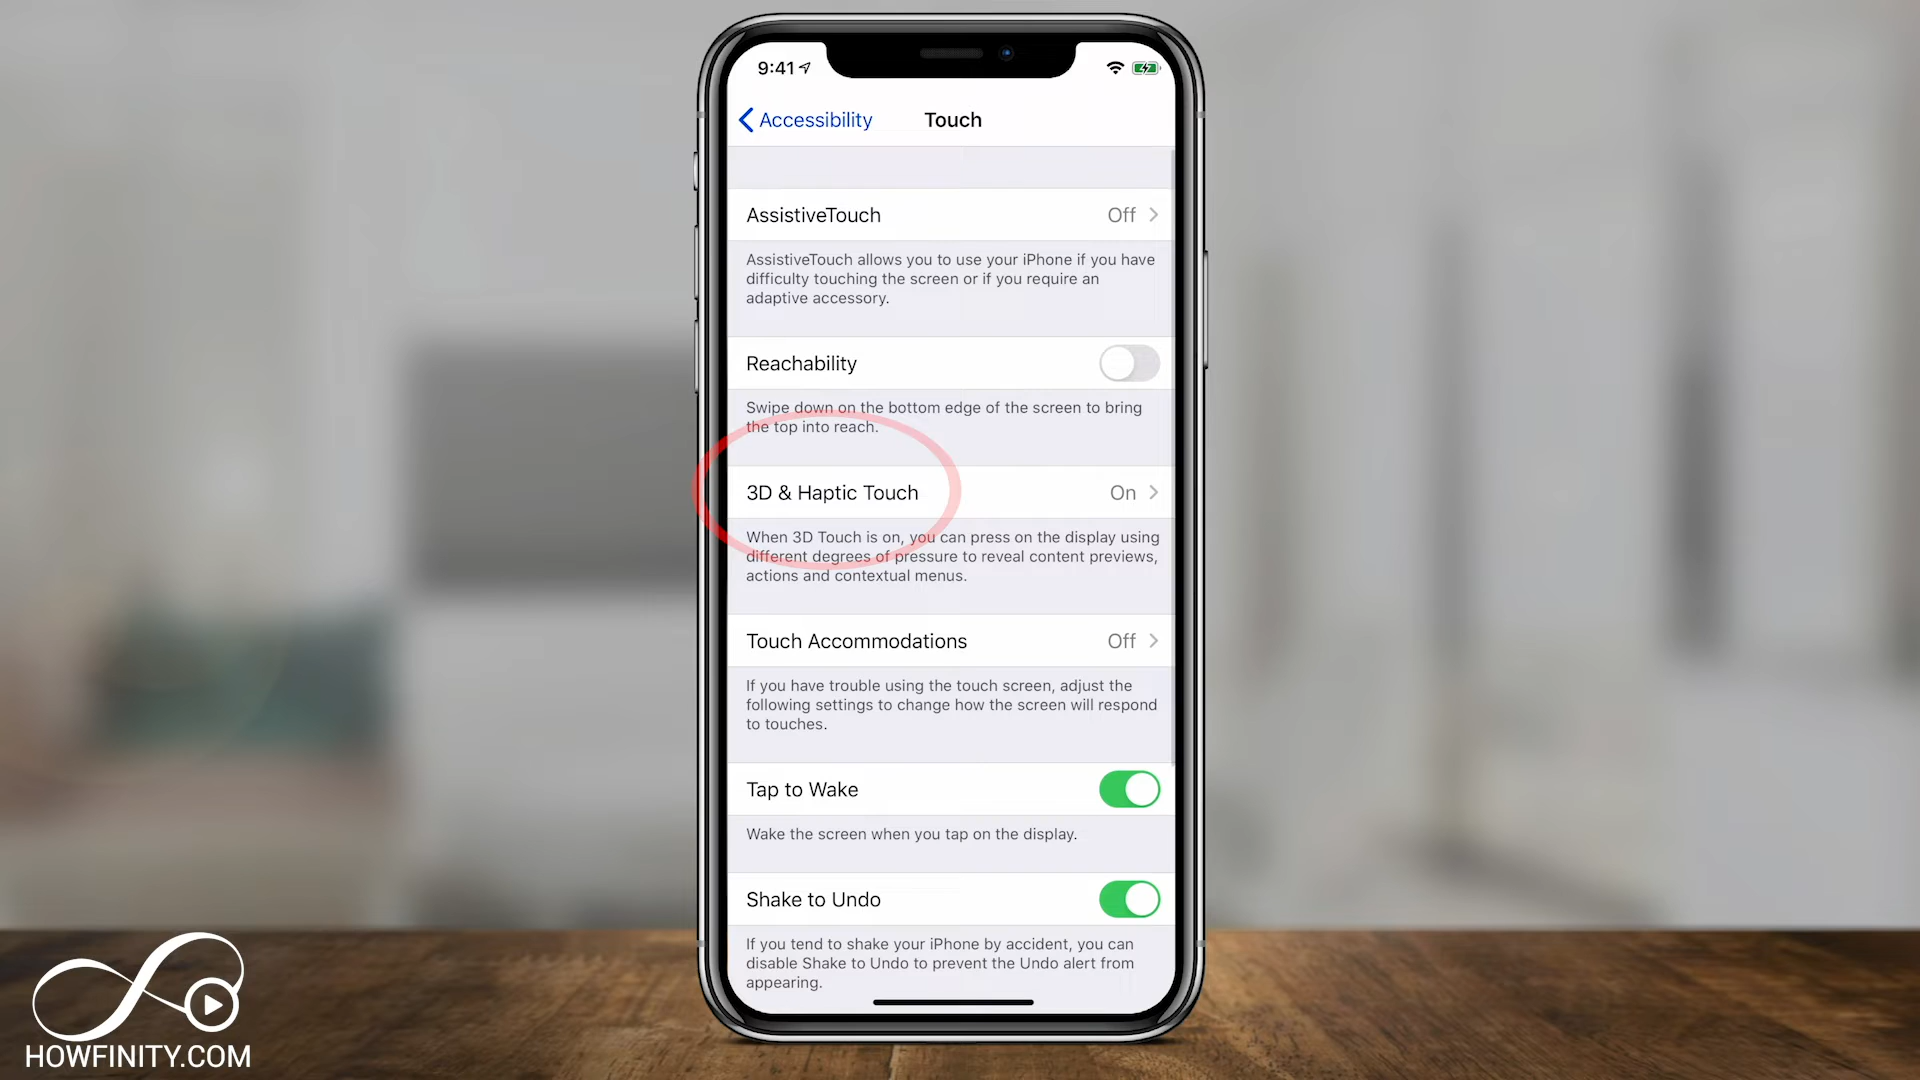 9:41
Accessibility
Touch
AssistiveTouch
Off
AssistiveTouch allows you to use your iPhone if you have
difficulty touching the screen or if you require an
adaptive accessory.
Reachability
Swipe down on the bottom edge of the screen to bring
the top into reach.
3D & Haptic Touch
On
When 3D Touch is on, you can press on the display using
different degrees of pressure to reveal content previews,
actions and contextual menus.
Touch Accommodations
Off
If you have trouble using the touch screen, adjust the
following settings to change how the screen will respond
to touches.
Tap to Wake
Wake the screen when you tap on the display.
Shake to Undo
If you tend to shake your iPhone by accident, you can
disable Shake to Undo to prevent the Undo alert from
appearing.
HOWFINITY.COM